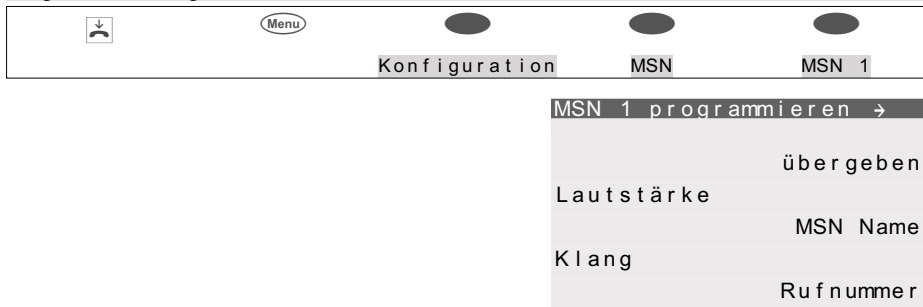 Menu
Konfiguration MSN MSN 1
MSN 1 programmieren →
übergeben
Lautstärke
MSN Name
Klang
Rufnummer